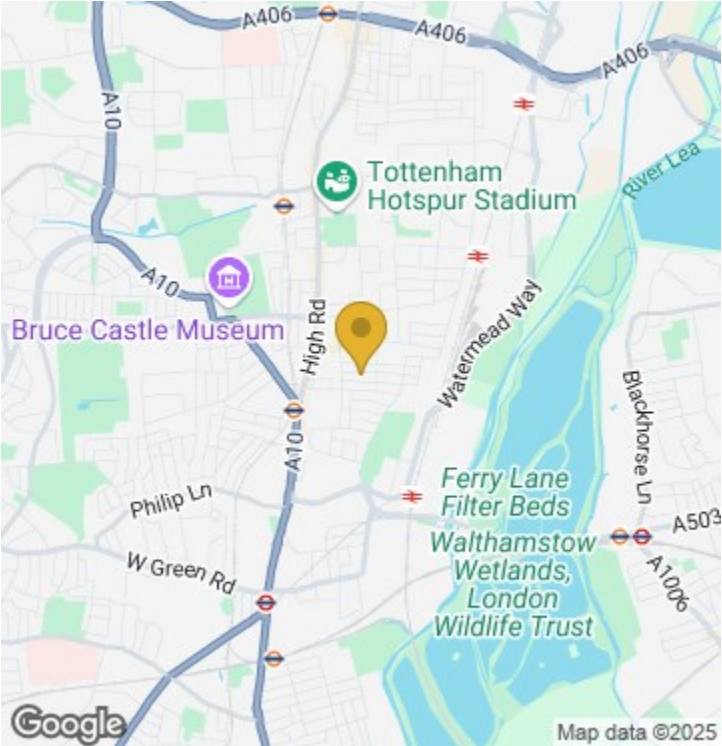 A406
A406
A406
A10
River Lea
Tottenham
Hotspur Stadium
A10
Bruce Castle Museum
High Rd
Watermead Way
Blackhorse Ln
A10
Ferry Lane
Filter Beds
Philip Ln
A503
Walthamstow
Wetlands,
London
Wildlife Trust
W Green Rd
A1006
Google
Map data ©2025